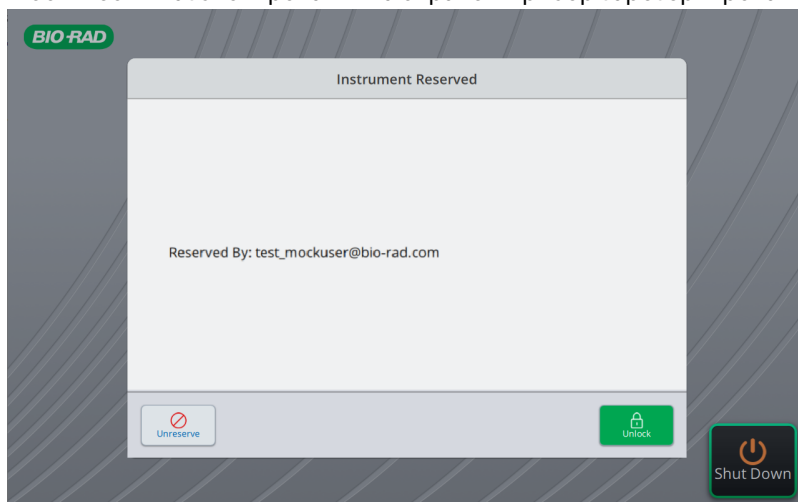 BIO-RAD
Instrument Reserved
Reserved By: test_mockuser@bio-rad.com
Unreserve
Unlock
Shut Down